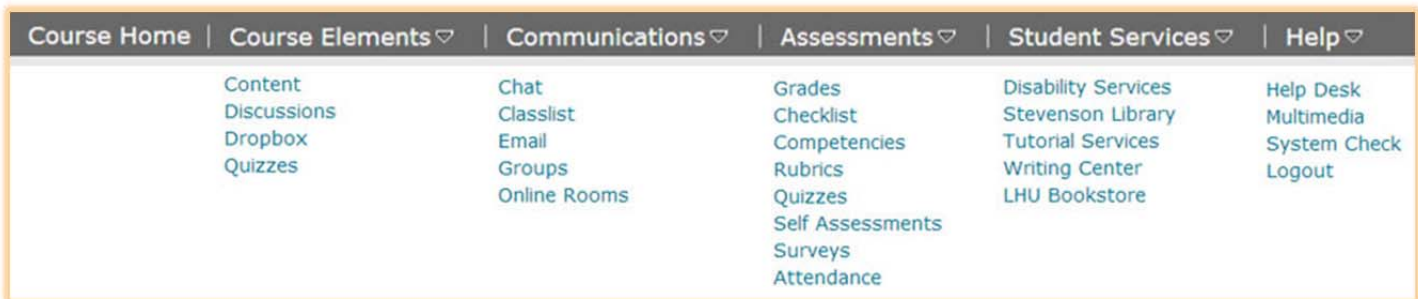 Course Home | Course Elements | Communications | Assessments | Student Services | Help
Content
Discussions
Dropbox
Quizzes
Chat
Classlist
Email
Groups
Online Rooms
Grades
Checklist
Competencies
Rubrics
Quizzes
Self Assessments
Surveys
Attendance
Disability Services
Stevenson Library
Tutorial Services
Writing Center
LHU Bookstore
Help Desk
Multimedia
System Check
Logout